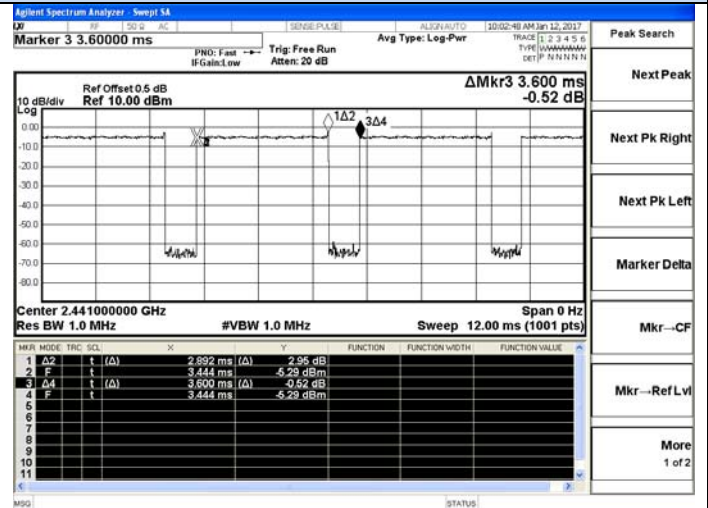 Agilent Spectrum Analyzer - Swept SA
RF 50 Ω AC SENSE:PULSE ALIGN AUTO 10:02:48 AM Jan 12, 2017
Marker 3 3.60000 ms
PNO: Fast
IFGain:Low
Trig: Free Run
Atten: 20 dB
Avg Type: Log-Pwr
TRACE 1 2 3 4 5 6
TYPE
DET P N N N N N
Ref Offset 0.5 dB
10 dB/div Ref 10.00 dBm
ΔMkr3 3.600 ms
-0.52 dB
Log
0.00
-10.0
-20.0
-30.0
-40.0
-50.0
-60.0
-70.0
-80.0
1Δ2
3Δ4
Center 2.441000000 GHz
Span 0 Hz
Res BW 1.0 MHz
#VBW 1.0 MHz
Sweep 12.00 ms (1001 pts)
MKR MODE TRC SCL X Y FUNCTION FUNCTION WIDTH FUNCTION VALUE
1 Δ2 t (Δ) 2.892 ms (Δ) 2.95 dB
2 F t 3.444 ms -5.29 dBm
3 Δ4 t (Δ) 3.600 ms (Δ) -0.52 dB
4 F t 3.444 ms -5.29 dBm
5
6
7
8
9
10
11
MSG
STATUS
Peak Search
Next Peak
Next Pk Right
Next Pk Left
Marker Delta
Mkr→CF
Mkr→Ref Lvl
More
1 of 2